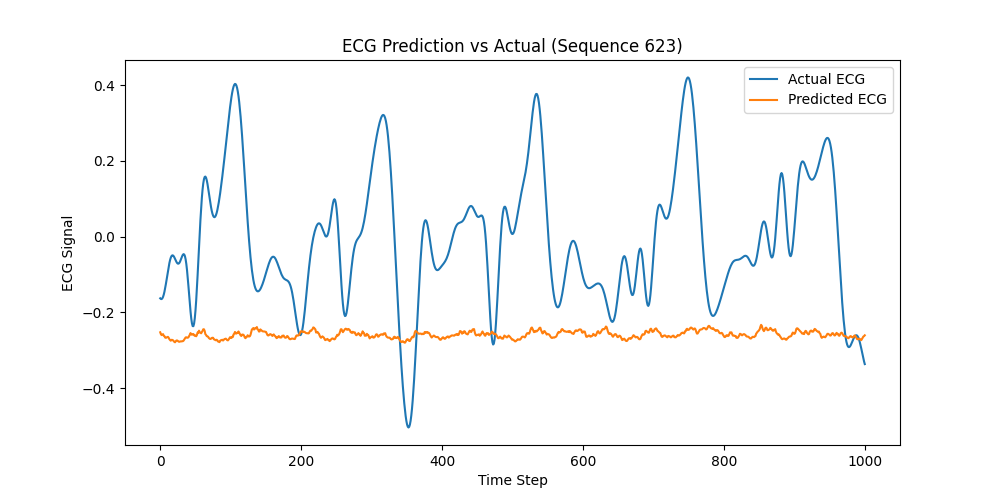 ECG Prediction vs Actual (Sequence 623)
Actual ECG
Predicted ECG
0.4
0.2
0.0
−0.2
−0.4
ECG Signal
0 200 400 600 800 1000
Time Step